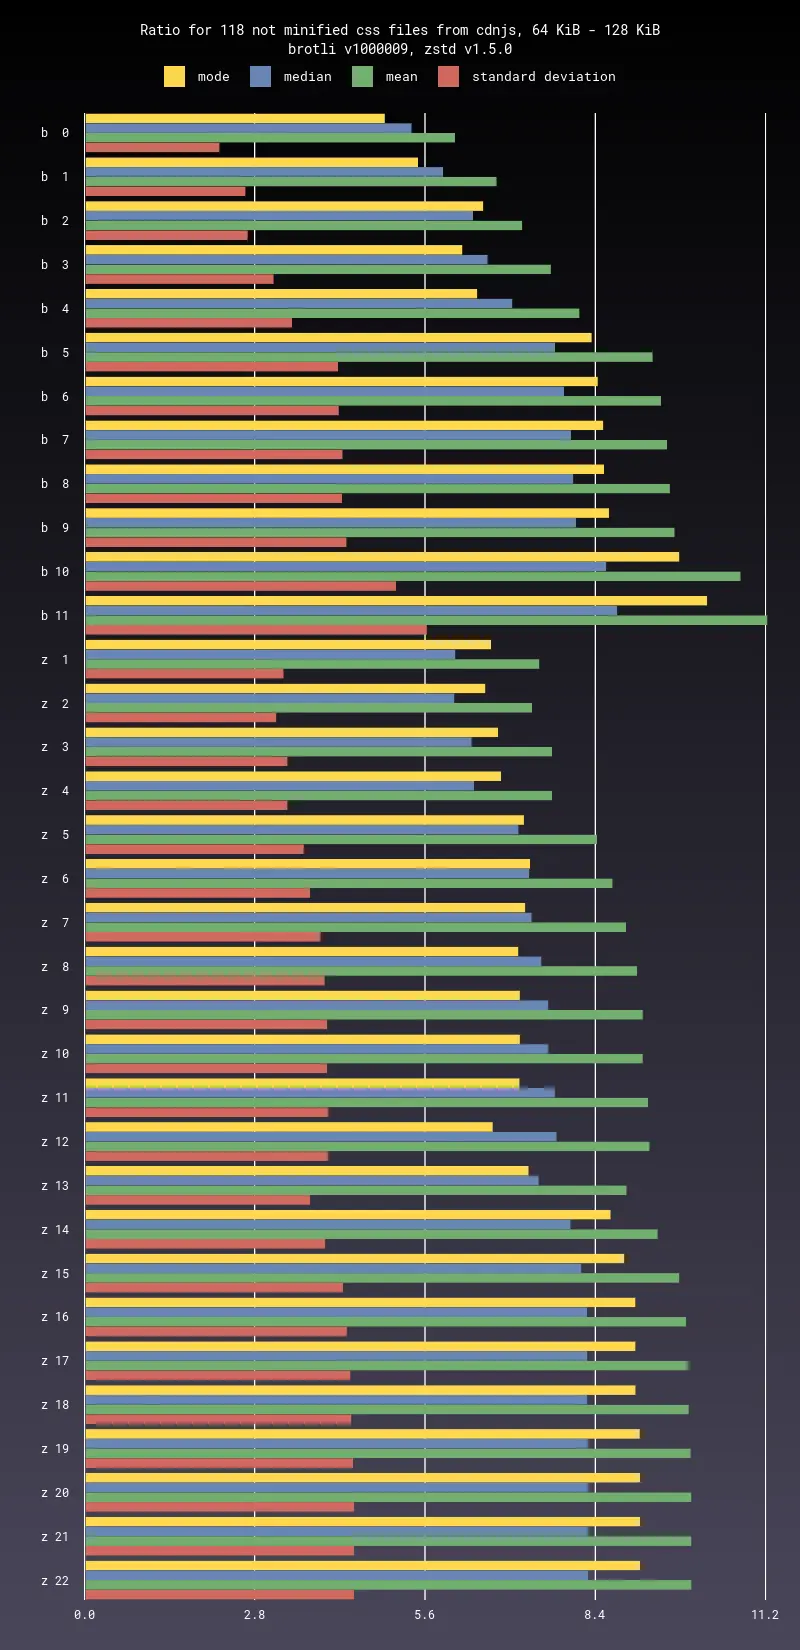 Ratio for 118 not minified css files from cdnjs, 64 KiB - 128 KiB
brotli v1000009, zstd v1.5.0
mode median mean standard deviation
b 0
b 1
b 2
b 3
b 4
b 5
b 6
b 7
b 8
b 9
b 10
b 11
z 1
z 2
z 3
z 4
z 5
z 6
z 7
z 8
z 9
z 10
z 11
z 12
z 13
z 14
z 15
z 16
z 17
z 18
z 19
z 20
z 21
z 22
0.0 2.8 5.6 8.4 11.2